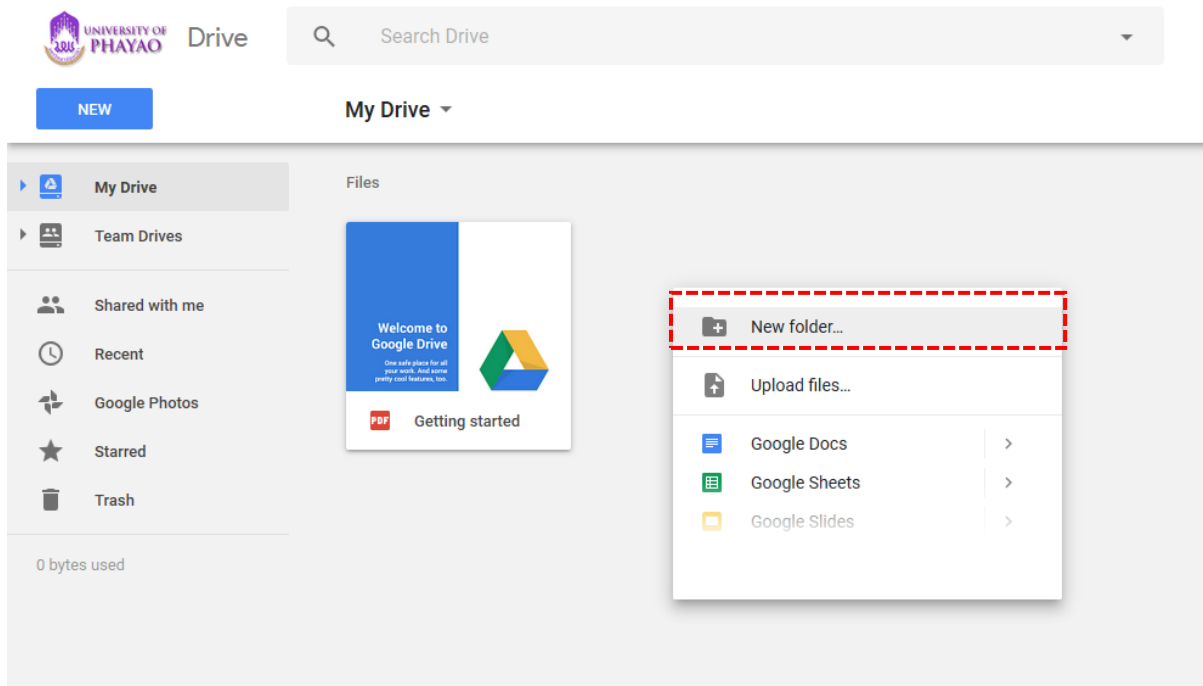 UNIVERSITY OF
PHAYAO
Drive
Search Drive
NEW
My Drive
My Drive
Team Drives
Shared with me
Recent
Google Photos
Starred
Trash
0 bytes used
Files
Welcome to
Google Drive
One safe place for all
your work. And some
pretty cool features, too.
PDF
Getting started
New folder...
Upload files...
Google Docs
Google Sheets
Google Slides